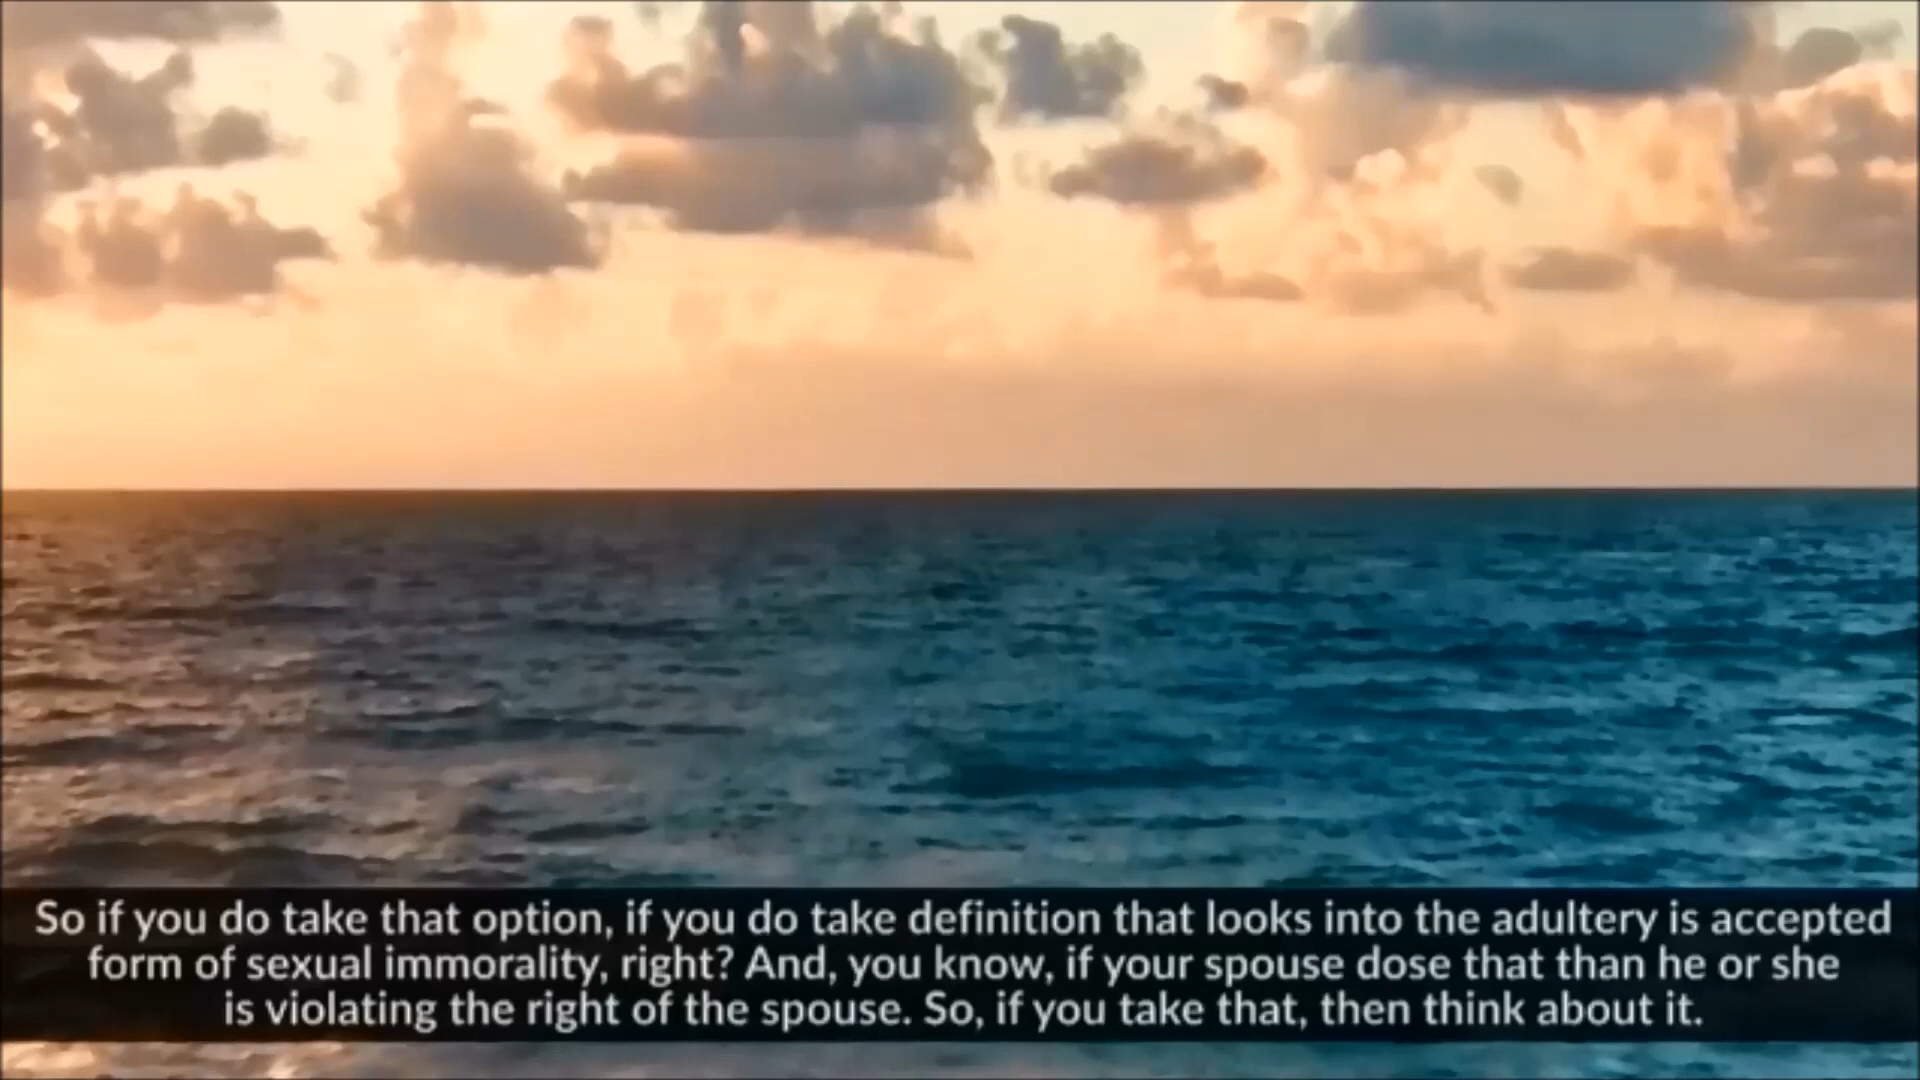 So if you do take that option, if you do take definition that looks into the adultery is accepted
form of sexual immorality, right? And, you know, if your spouse dose that than he or she
is violating the right of the spouse. So, if you take that, then think about it.